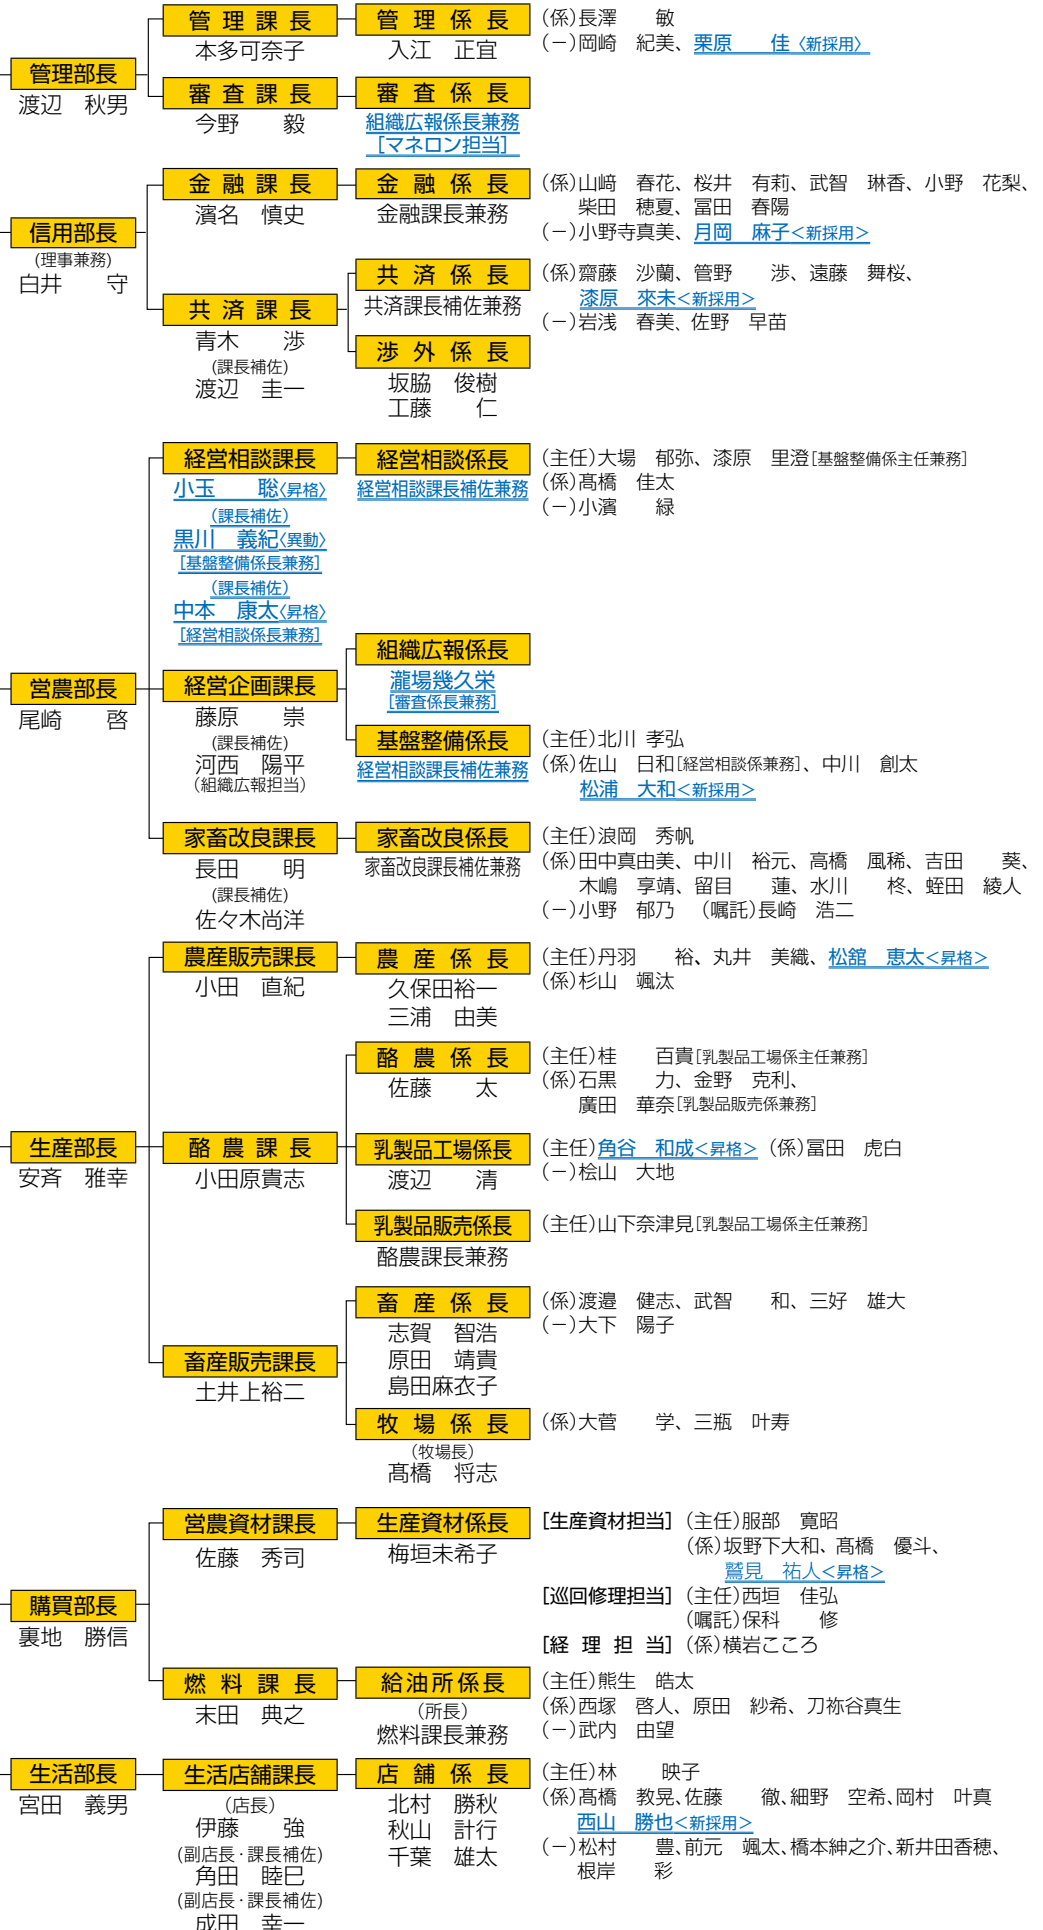 管理部長
渡辺　秋男
管理課長
本多可奈子
管理係長
入江　正宜
(係)長澤　　敏
(－)岡崎　紀美、栗原　　佳〈新採用〉
審査課長
今野　　毅
審査係長
組織広報係長兼務
[マネロン担当]
信用部長
(理事兼務)
白井　　守
金融課長
濱名　慎史
金融係長
金融課長兼務
(係)山﨑　春花、桜井　有莉、武智　琳香、小野　花梨、
柴田　穂夏、冨田　春陽
(－)小野寺真美、月岡　麻子<新採用>
共済課長
青木　　渉
(課長補佐)
渡辺　圭一
共済係長
共済課長補佐兼務
(係)齋藤　沙蘭、管野　　渉、遠藤　舞桜、
漆原　來未<新採用>
(－)岩浅　春美、佐野　早苗
渉外係長
坂脇　俊樹
工藤　　仁
営農部長
尾崎　　啓
経営相談課長
小玉　　聡〈昇格〉
(課長補佐)
黒川　義紀〈異動〉
[基盤整備係長兼務]
(課長補佐)
中本　康太〈昇格〉
[経営相談係長兼務]
経営相談係長
経営相談課長補佐兼務
(主任)大場　郁弥、漆原　里澄[基盤整備係主任兼務]
(係)髙橋　佳太
(－)小濱　　緑
経営企画課長
藤原　　崇
(課長補佐)
河西　陽平
(組織広報担当)
組織広報係長
瀧場幾久栄
[審査係長兼務]
基盤整備係長
経営相談課長補佐兼務
(主任)北川 孝弘
(係)佐山　日和[経営相談係兼務]、中川　創太
松浦　大和<新採用>
家畜改良課長
長田　　明
(課長補佐)
佐々木尚洋
家畜改良係長
家畜改良課長補佐兼務
(主任)浪岡　秀帆
(係)田中真由美、中川　裕元、高橋　風稀、吉田　　葵、
木嶋　享靖、留目　　蓮、水川　　柊、蛭田　綾人
(－)小野　郁乃　(嘱託)長崎　浩二
生産部長
安斉　雅幸
農産販売課長
小田　直紀
農産係長
久保田裕一
三浦　由美
(主任)丹羽　　裕、丸井　美織、松舘　恵太<昇格>
(係)杉山　颯汰
酪農課長
小田原貴志
酪農係長
佐藤　　太
(主任)桂　　百貴[乳製品工場係主任兼務]
(係)石黒　　力、金野　克利、
廣田　華奈[乳製品販売係兼務]
乳製品工場係長
渡辺　　清
(主任)角谷　和成<昇格>　(係)冨田　虎白
(－)桧山　大地
乳製品販売係長
酪農課長兼務
(主任)山下奈津見[乳製品工場係主任兼務]
畜産販売課長
土井上裕二
畜産係長
志賀　智浩
原田　靖貴
島田麻衣子
(係)渡邉　健志、武智　　和、三好　雄大
(－)大下　陽子
牧場係長
(牧場長)
髙橋　将志
(係)大菅　　学、三瓶　叶寿
購買部長
裏地　勝信
営農資材課長
佐藤　秀司
生産資材係長
梅垣未希子
[生産資材担当]　(主任)服部　寛昭
(係)坂野下大和、髙橋　優斗、
鷲見　祐人<昇格>
[巡回修理担当]　(主任)西垣　佳弘
(嘱託)保科　　修
[経理担当]　(係)横岩こころ
燃料課長
末田　典之
給油所係長
(所長)
燃料課長兼務
(主任)熊生　皓太
(係)西塚　啓人、原田　紗希、刀祢谷真生
(－)武内　由望
生活部長
宮田　義男
生活店舗課長
(店長)
伊藤　　強
(副店長・課長補佐)
角田　睦巳
(副店長・課長補佐)
成田　幸一
店舗係長
北村　勝秋
秋山　計行
千葉　雄太
(主任)林　　映子
(係)髙橋　教晃、佐藤　　徹、細野　空希、岡村　叶真
西山　勝也<新採用>
(－)松村　　豊、前元　颯太、橋本紳之介、新井田香穂、
根岸　　彩